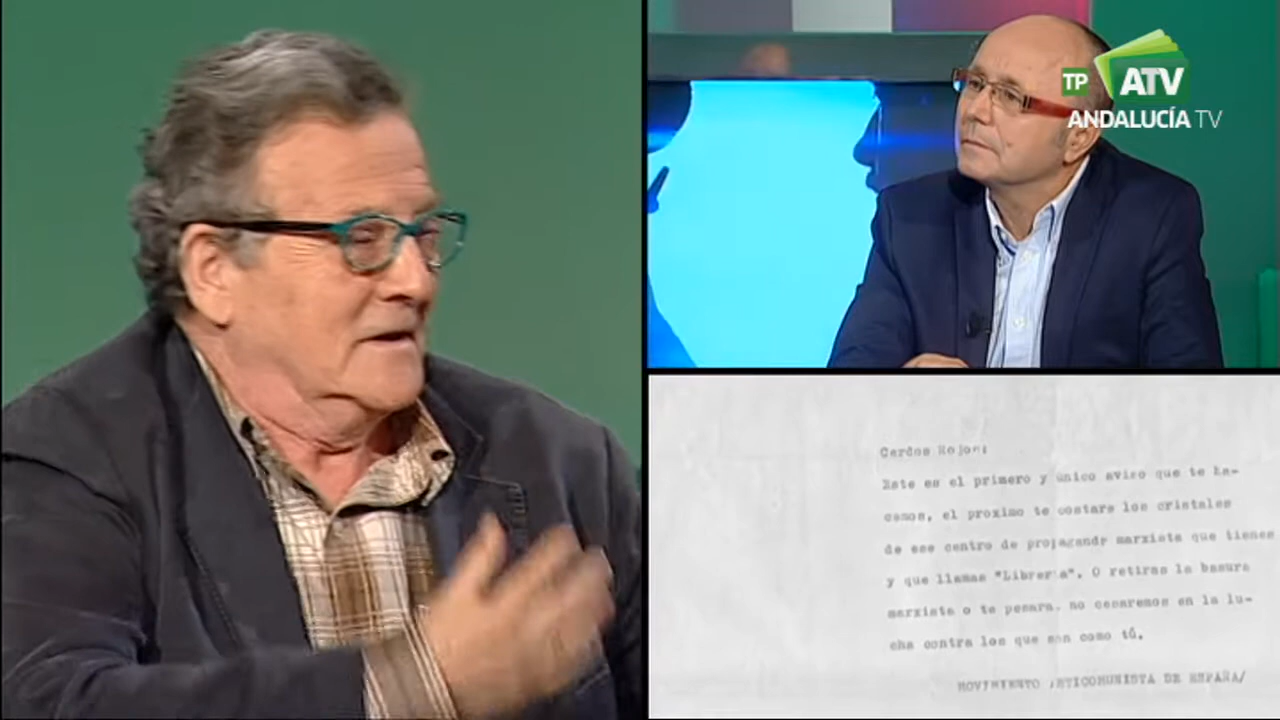 TP
ATV
ANDALUCÍA TV
Cerdos Rojos:
Este es el primero y único aviso que te ha-
cemos, el proximo te costara los cristales
de ese centro de propaganda marxista que tienes
y que llamas "Libreria". O retiras la basura
marxista o te pesara, no cesaremos en la lu-
cha contra los que son como tû.
MOVIMIENTO ANTICOMUNISTA DE ESPAÑA/